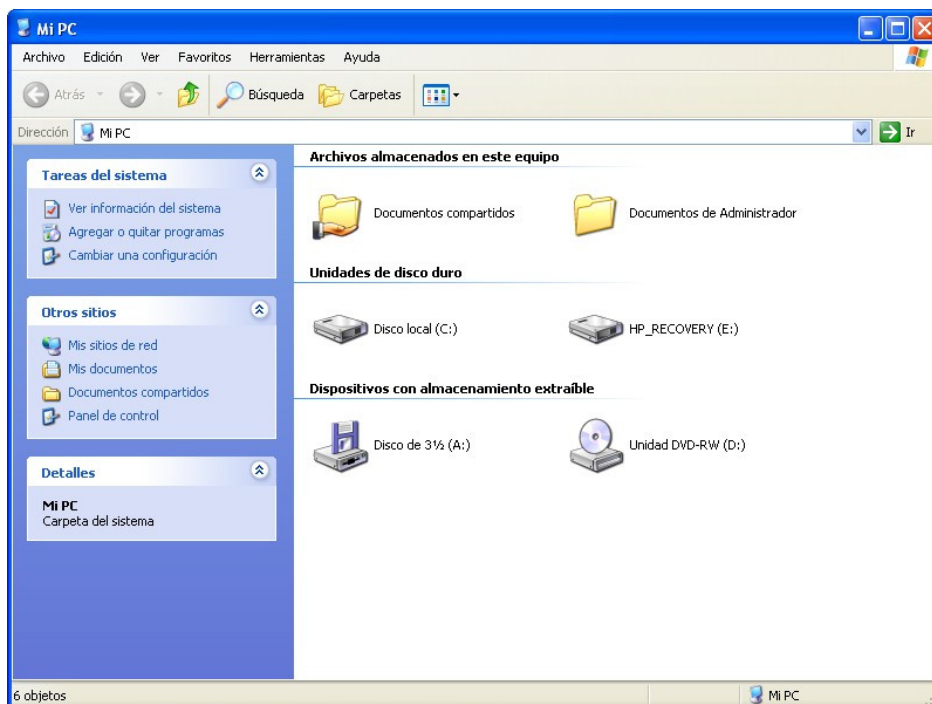 Mi PC
Archivo Edición Ver Favoritos Herramientas Ayuda
Atrás Búsqueda Carpetas
Dirección Mi PC Ir
Tareas del sistema
Ver información del sistema
Agregar o quitar programas
Cambiar una configuración
Otros sitios
Mis sitios de red
Mis documentos
Documentos compartidos
Panel de control
Detalles
Mi PC
Carpeta del sistema
Archivos almacenados en este equipo
Documentos compartidos Documentos de Administrador
Unidades de disco duro
Disco local (C:) HP_RECOVERY (E:)
Dispositivos con almacenamiento extraíble
Disco de 3½ (A:) Unidad DVD-RW (D:)
6 objetos Mi PC